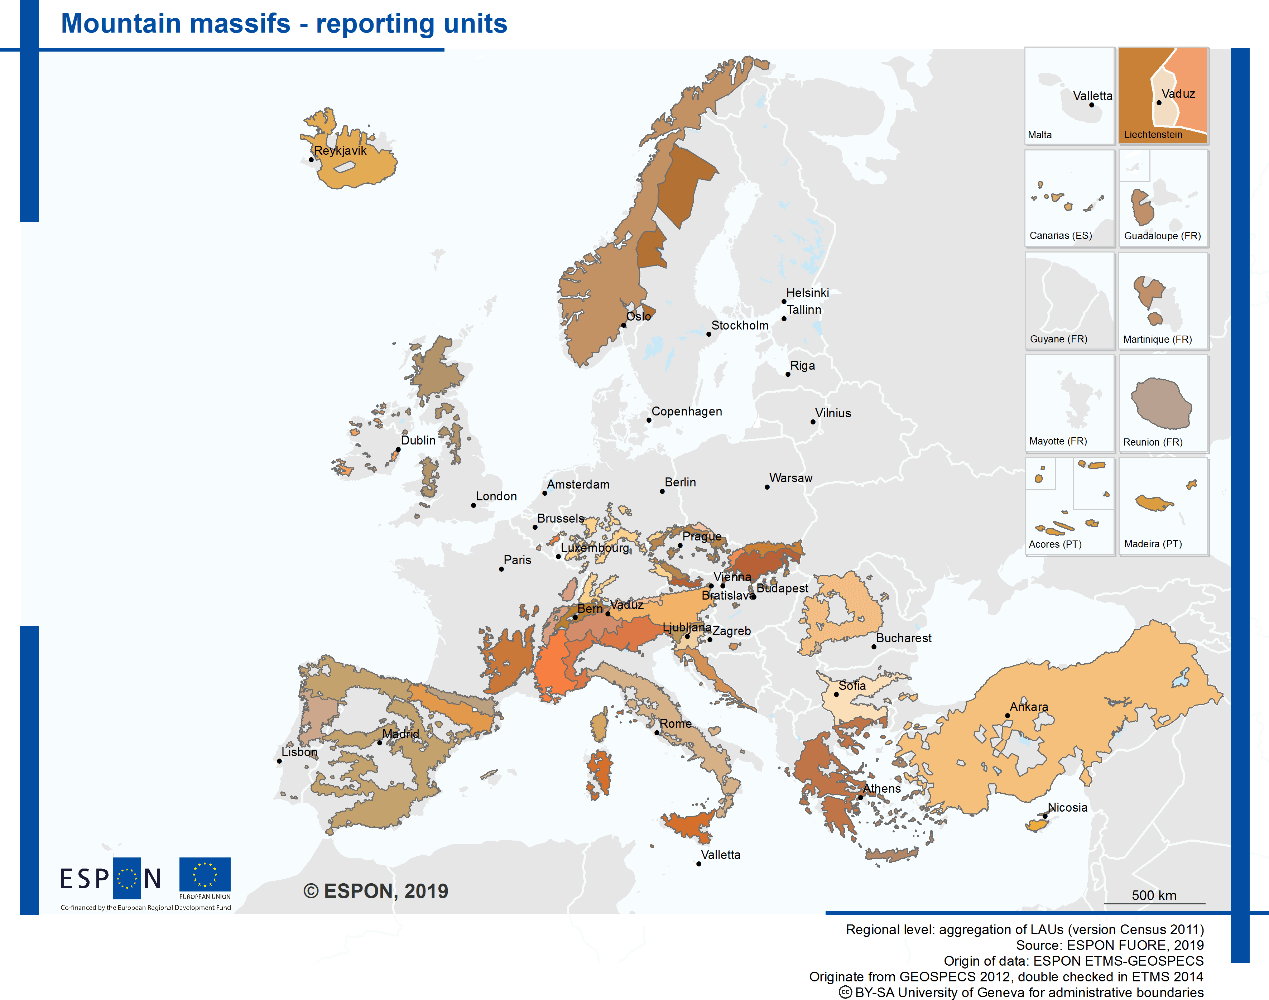 Mountain massifs - reporting units
Valletta
Malta
Vaduz
Liechtenstein
Reykjavik
Canarias (ES)
Guadaloupe (FR)
Helsinki
Tallinn
Oslo
Stockholm
Guyane (FR)
Martinique (FR)
Riga
Copenhagen
Vilnius
Dublin
Mayotte (FR)
Reunion (FR)
Warsaw
Berlin
Amsterdam
London
Brussels
Prague
Luxembourg
Paris
Acores (PT)
Madeira (PT)
Vienna
Budapest
Bratislava
Bern
Vaduz
Ljubljana
Zagreb
Bucharest
Sofia
Ankara
Rome
Madrid
Lisbon
Athens
Nicosia
Valletta
ESPON
EUROPEAN UNION
Co-financed by the European Regional Development Fund
© ESPON, 2019
500 km
Regional level: aggregation of LAUs (version Census 2011)
Source: ESPON FUORE, 2019
Origin of data: ESPON ETMS-GEOSPECS
Originate from GEOSPECS 2012, double checked in ETMS 2014
cc BY-SA University of Geneva for administrative boundaries